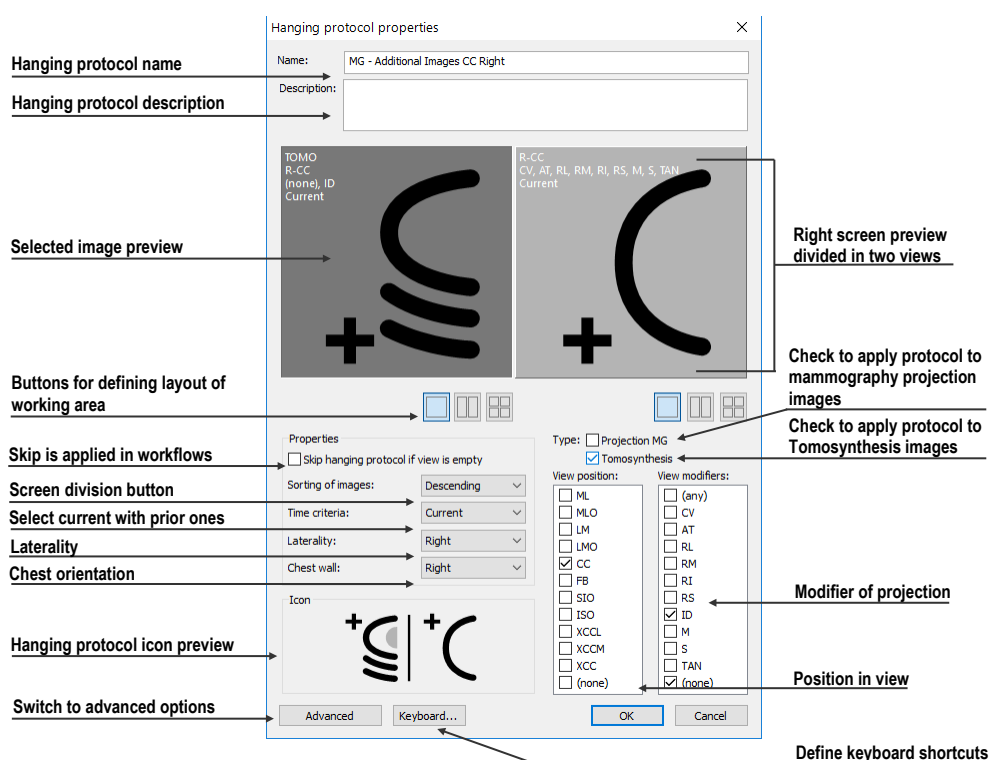 Hanging protocol properties
Name:
MG - Additional Images CC Right
Description:
Hanging protocol name
Hanging protocol description
TOMO
R-CC
(none), ID
Current
R-CC
CV, AT, RL, RM, RI, RS, M, S, TAN
Current
Selected image preview
Right screen preview
divided in two views
Buttons for defining layout of
working area
Check to apply protocol to
mammography projection
images
Check to apply protocol to
Tomosynthesis images
Skip is applied in workflows
Screen division button
Select current with prior ones
Laterality
Chest orientation
Properties
Skip hanging protocol if view is empty
Sorting of images:
Descending
Time criteria:
Current
Laterality:
Right
Chest wall:
Right
Type:
Projection MG
Tomosynthesis
View position:
ML
MLO
LM
LMO
CC
FB
SIO
ISO
XCCL
XCCM
XCC
(none)
View modifiers:
(any)
CV
AT
RL
RM
RI
RS
ID
M
S
TAN
(none)
Modifier of projection
Position in view
Icon
Hanging protocol icon preview
Switch to advanced options
Advanced
Keyboard...
OK
Cancel
Define keyboard shortcuts